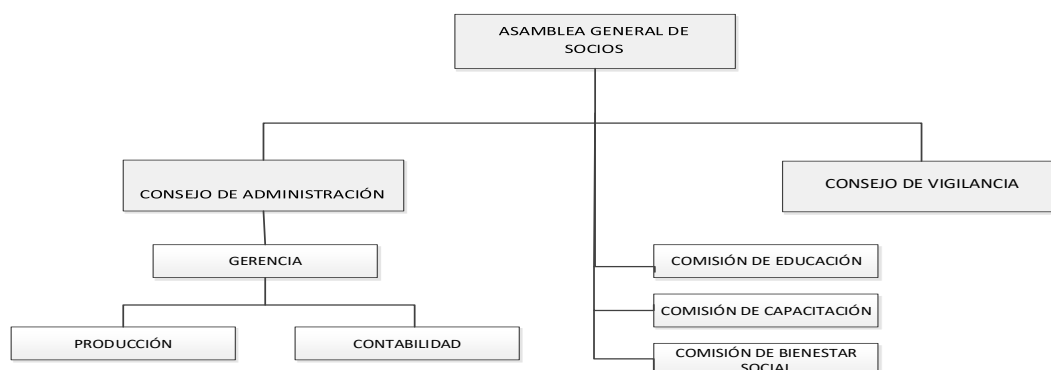 ASAMBLEA GENERAL DE
SOCIOS
CONSEJO DE ADMINISTRACIÓN
CONSEJO DE VIGILANCIA
GERENCIA
COMISIÓN DE EDUCACIÓN
COMISIÓN DE CAPACITACIÓN
PRODUCCIÓN
CONTABILIDAD
COMISIÓN DE BIENESTAR
SOCIAL